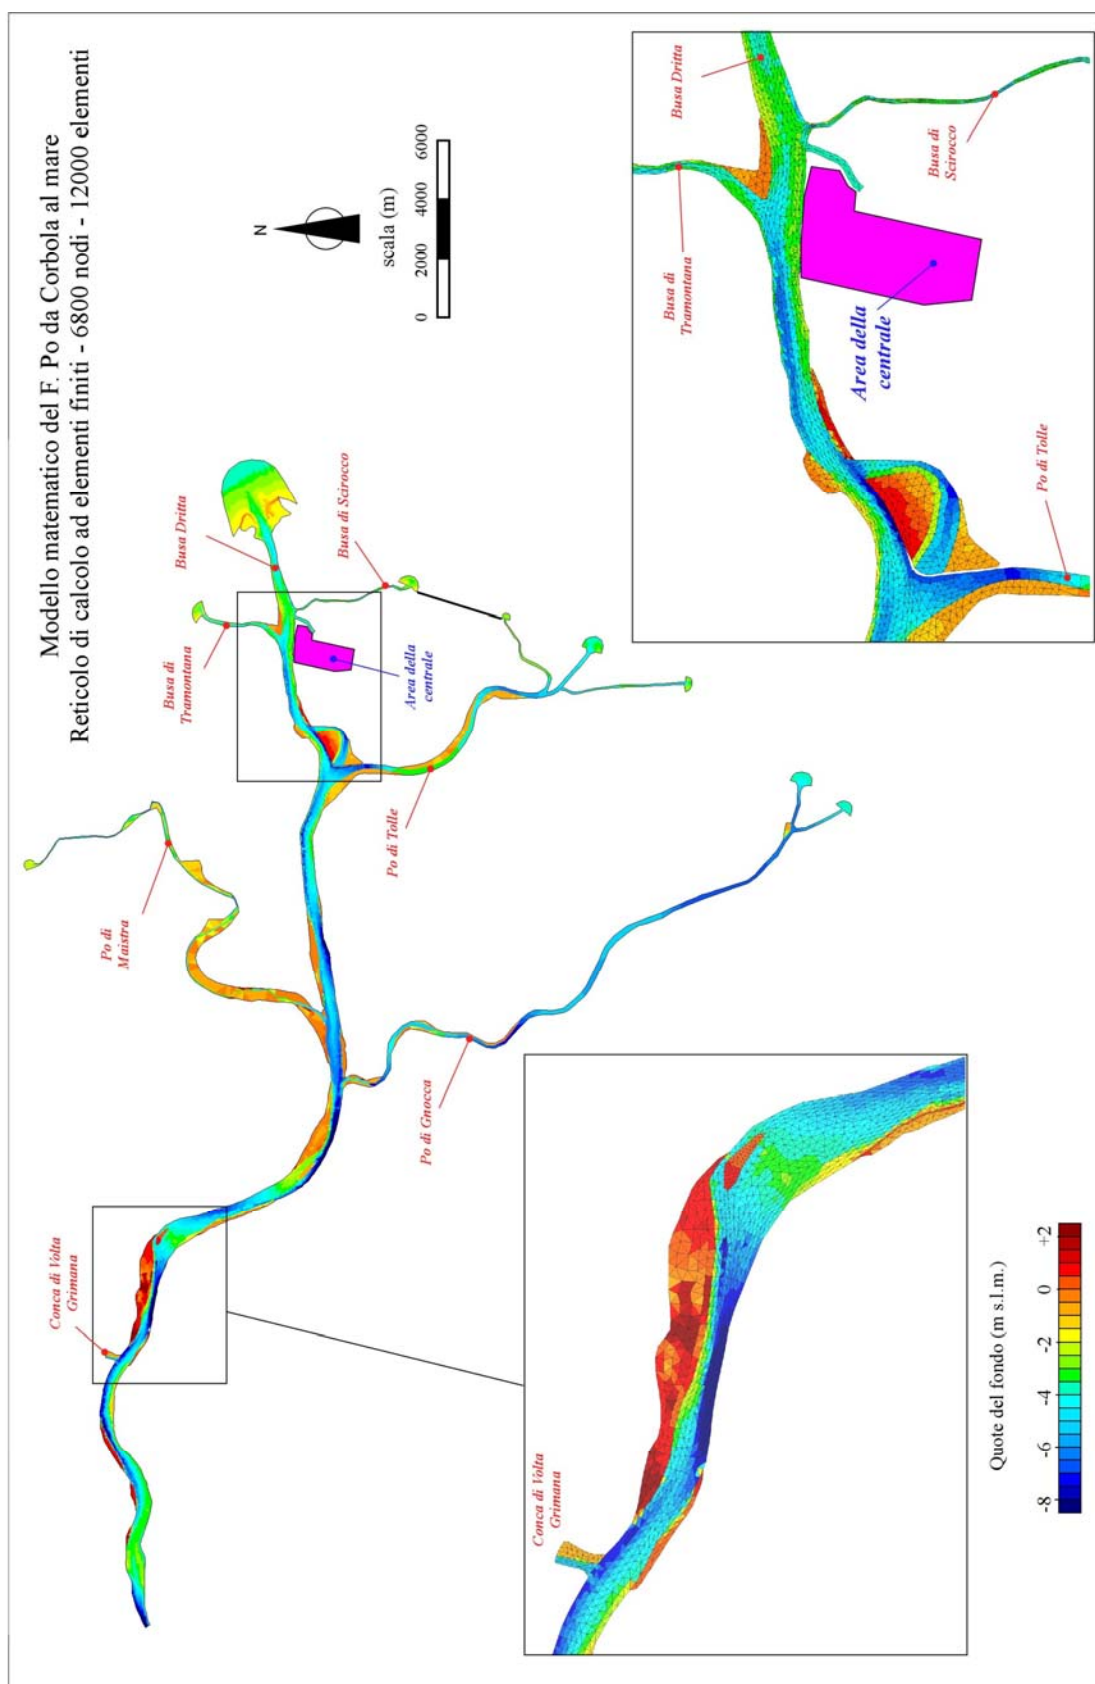 Modello matematico del F. Po da Corbola al mare
Reticolo di calcolo ad elementi finiti - 6800 nodi - 12000 elementi
N
scala (m)
0 2000 4000 6000
Conca di Volta
Grimana
Po di
Maistra
Po di Gnocca
Po di Tolle
Busa di
Tramontana
Busa Dritta
Busa di Scirocco
Area della
centrale
Conca di Volta
Grimana
Quote del fondo (m s.l.m.)
-8 -6 -4 -2 0 +2
Busa di
Tramontana
Busa Dritta
Busa di
Scirocco
Area della
centrale
Po di Tolle